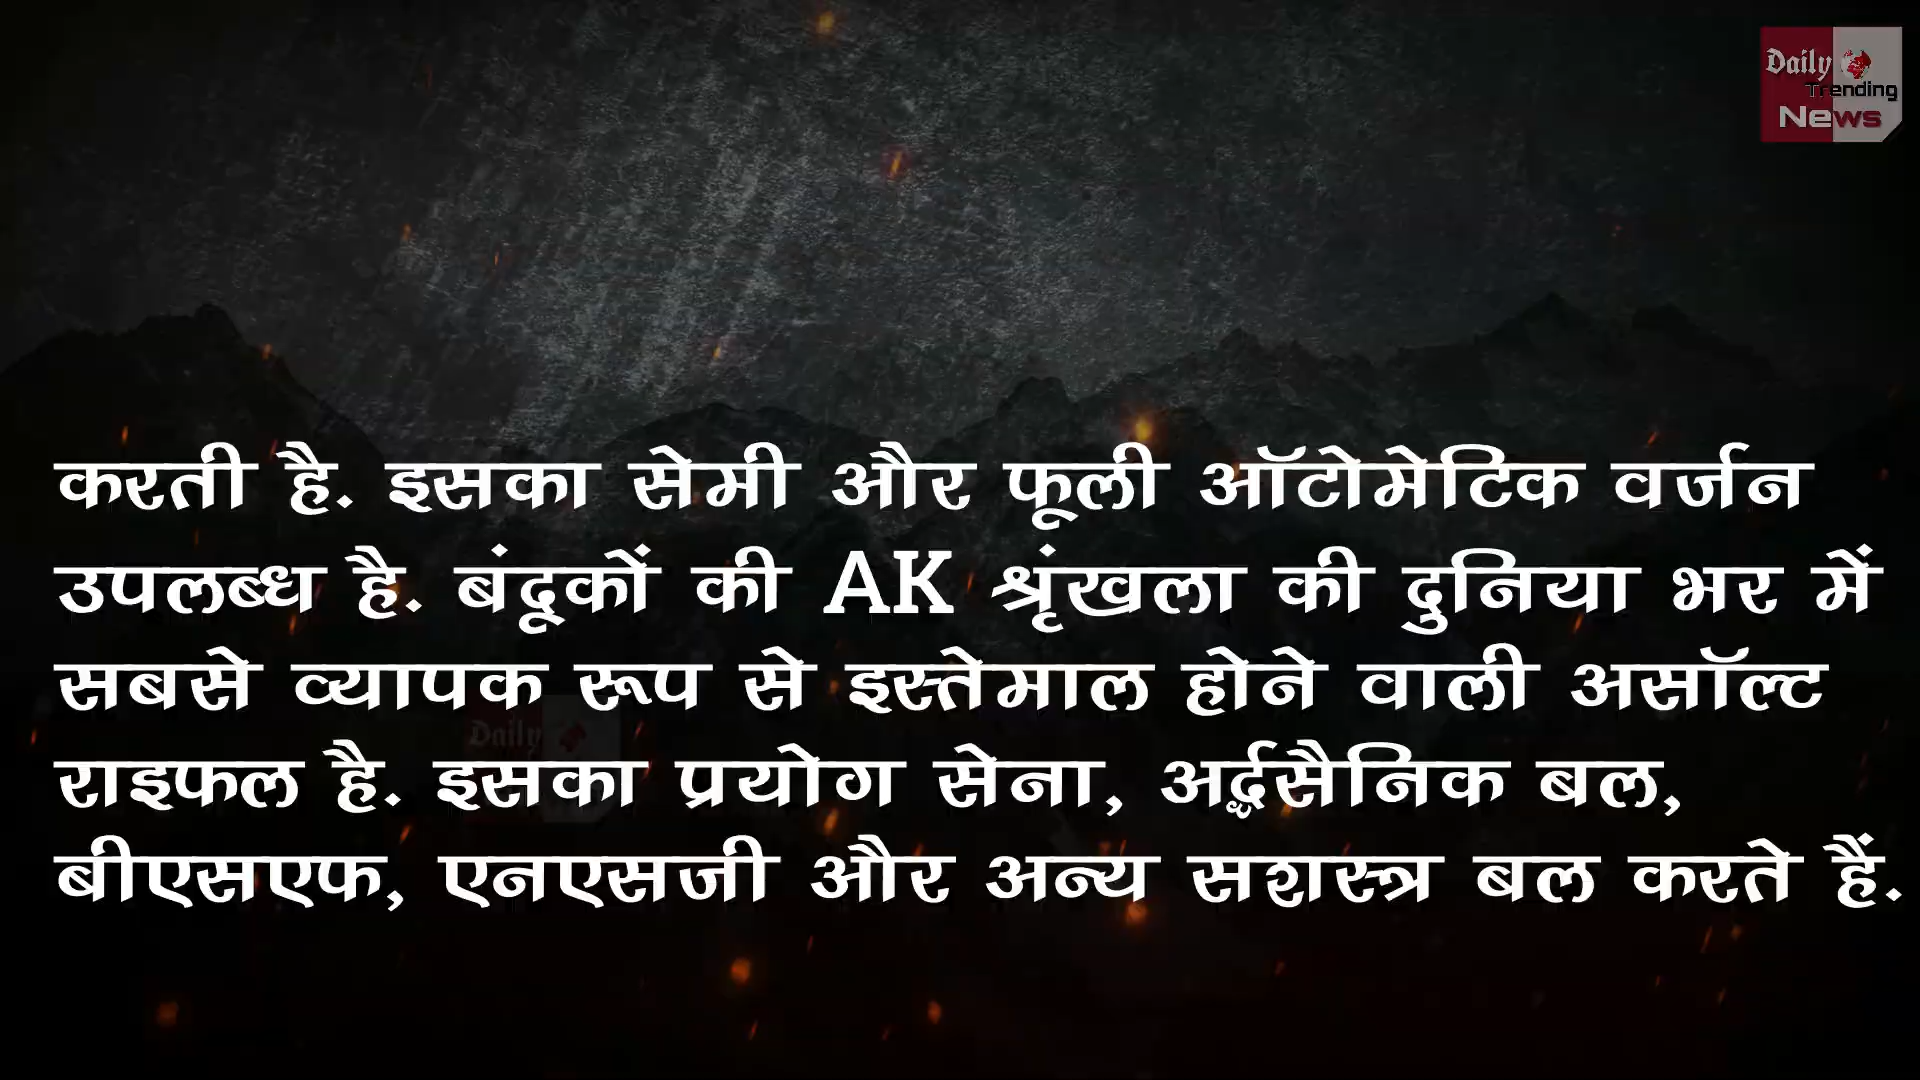 Daily
Trending
News
करती है. इसका सेमी और फूली ऑटोमेटिक वर्जन
उपलब्ध है. बंदूकों की AK श्रृंखला की दुनिया भर में
सबसे व्यापक रूप से इस्तेमाल होने वाली असॉल्ट
Daily
राइफल है. इसका प्रयोग सेना, अर्द्धसैनिक बल,
बीएसएफ, एनएसजी और अन्य सशस्त्र बल करते हैं.